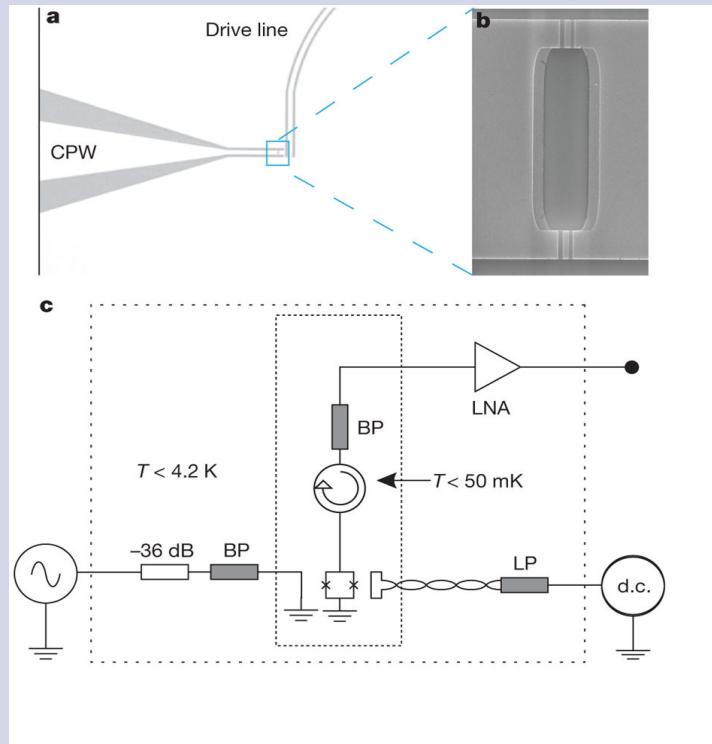 a
Drive line
CPW
b
c
T < 4.2 K
BP
LNA
T < 50 mK
–36 dB
BP
LP
d.c.